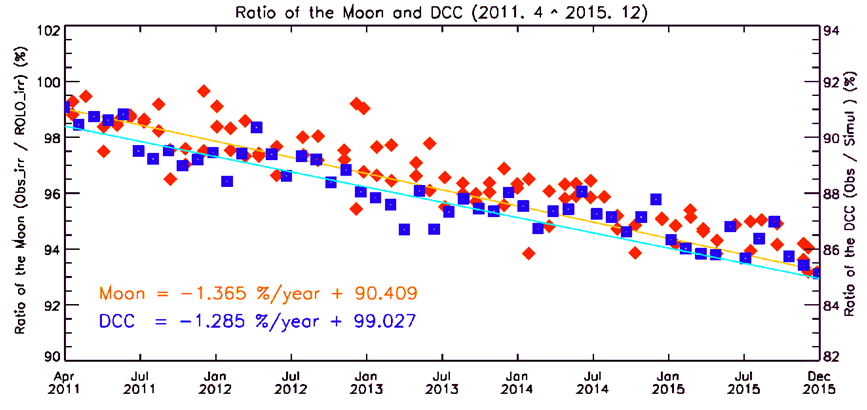 Ratio of the Moon and DCC (2011. 4 ^ 2015. 12)
Ratio of the Moon (Obs_irr / ROLO_irr) (%)
102
100
98
96
94
92
90
94
92
90
88
86
84
82
Ratio of the DCC (Obs / Simul ) (%)
Moon = -1.365 %/year + 90.409
DCC = -1.285 %/year + 99.027
Apr Jul Jan Jul Jan Jul Jan Jul Jan Jul Dec
2011 2011 2012 2012 2013 2013 2014 2014 2015 2015 2015